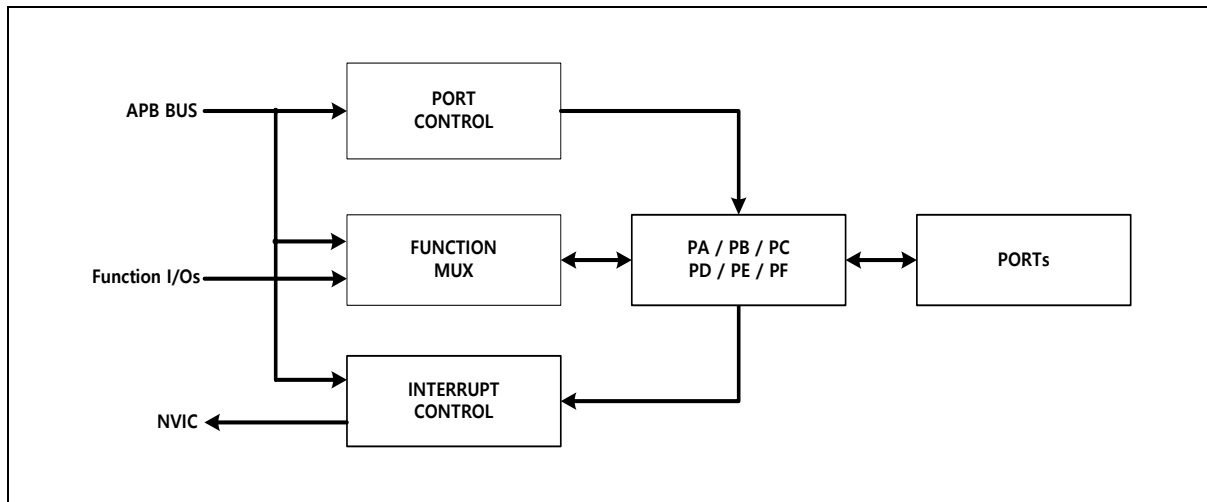 APB BUS
PORT
CONTROL
Function I/Os
FUNCTION
MUX
PA / PB / PC
PD / PE / PF
PORTs
NVIC
INTERRUPT
CONTROL